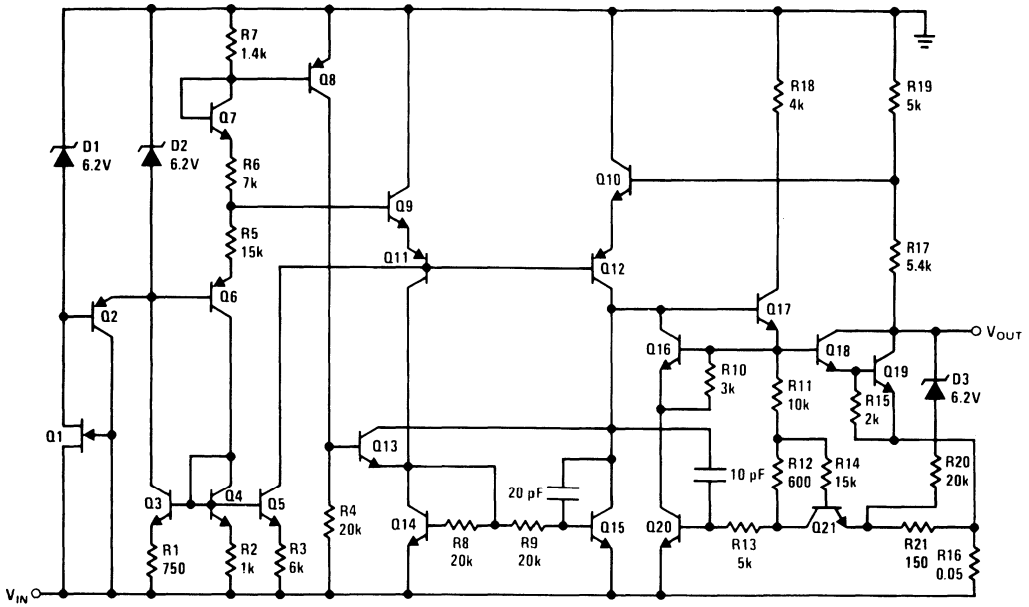 R7
1.4k
Q8
R18
4k
R19
5k
Q7
D1
6.2V
D2
6.2V
R6
7k
Q10
Q9
R5
15k
Q11
Q12
R17
5.4k
Q2
Q6
Q17
VOUT
Q16
Q18
Q19
R10
3k
R11
10k
R15
2k
D3
6.2V
Q1
Q13
10 pF
R12
600
R14
15k
R20
20k
20 pF
Q3
Q4
Q5
R4
20k
Q14
R8
20k
R9
20k
Q15
Q20
R13
5k
Q21
R21
150
R16
0.05
R1
750
R2
1k
R3
6k
VIN